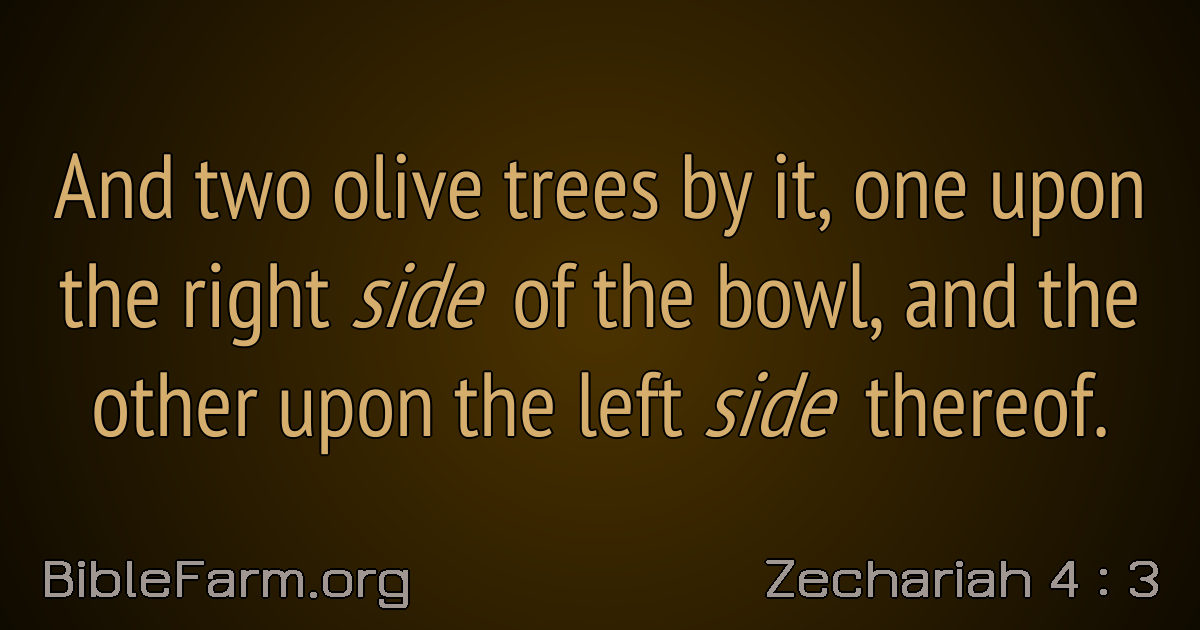 And two olive trees by it, one upon
the right side of the bowl, and the
other upon the left side thereof.
BibleFarm.org
Zechariah 4 : 3